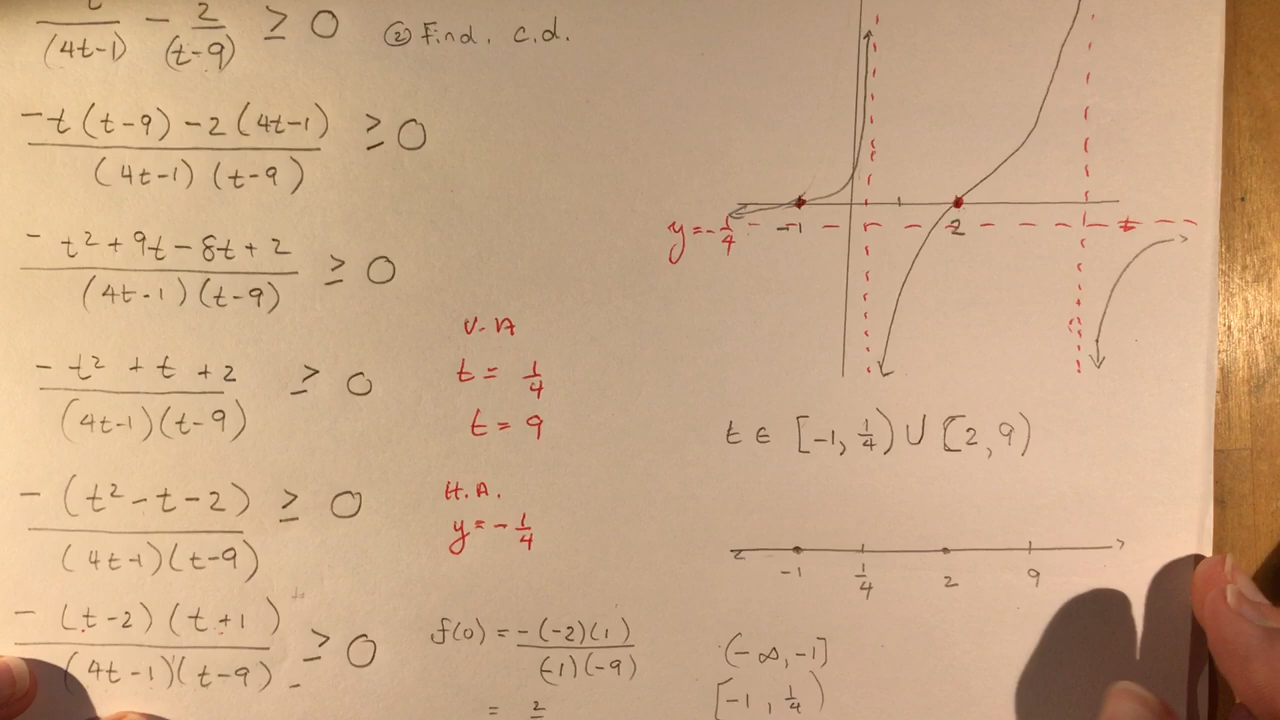 t/(4t-1) - 2/(t-9) ≥ 0 ② Find. c.d.
(-t(t-9) - 2(4t-1))/((4t-1)(t-9)) ≥ 0
(-t² + 9t - 8t + 2)/((4t-1)(t-9)) ≥ 0
(-t² + t + 2)/((4t-1)(t-9)) ≥ 0
(-(t² - t - 2))/((4t-1)(t-9)) ≥ 0
(-(t-2)(t+1))/((4t-1)(t-9)) ≥ 0
V.A
t = 1/4
t = 9
H.A.
y = -1/4
f(0) = (-(-2)(1))/((-1)(-9))
= 2
y = -1/4 -1 2
t ∈ [-1, 1/4) ∪ [2, 9)
-1 1/4 2 9
(-∞, -1]
[-1, 1/4)